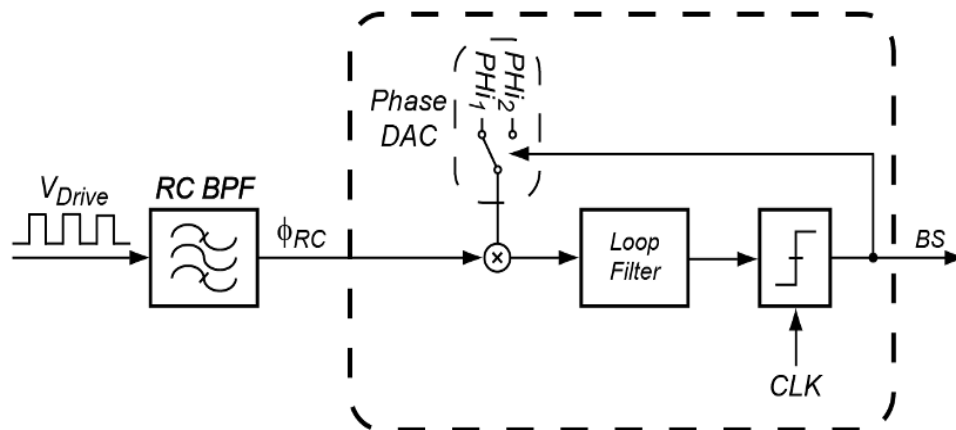 PHi1
PHi2
Phase
DAC
VDrive
RC BPF
ϕRC
×
Loop
Filter
BS
CLK